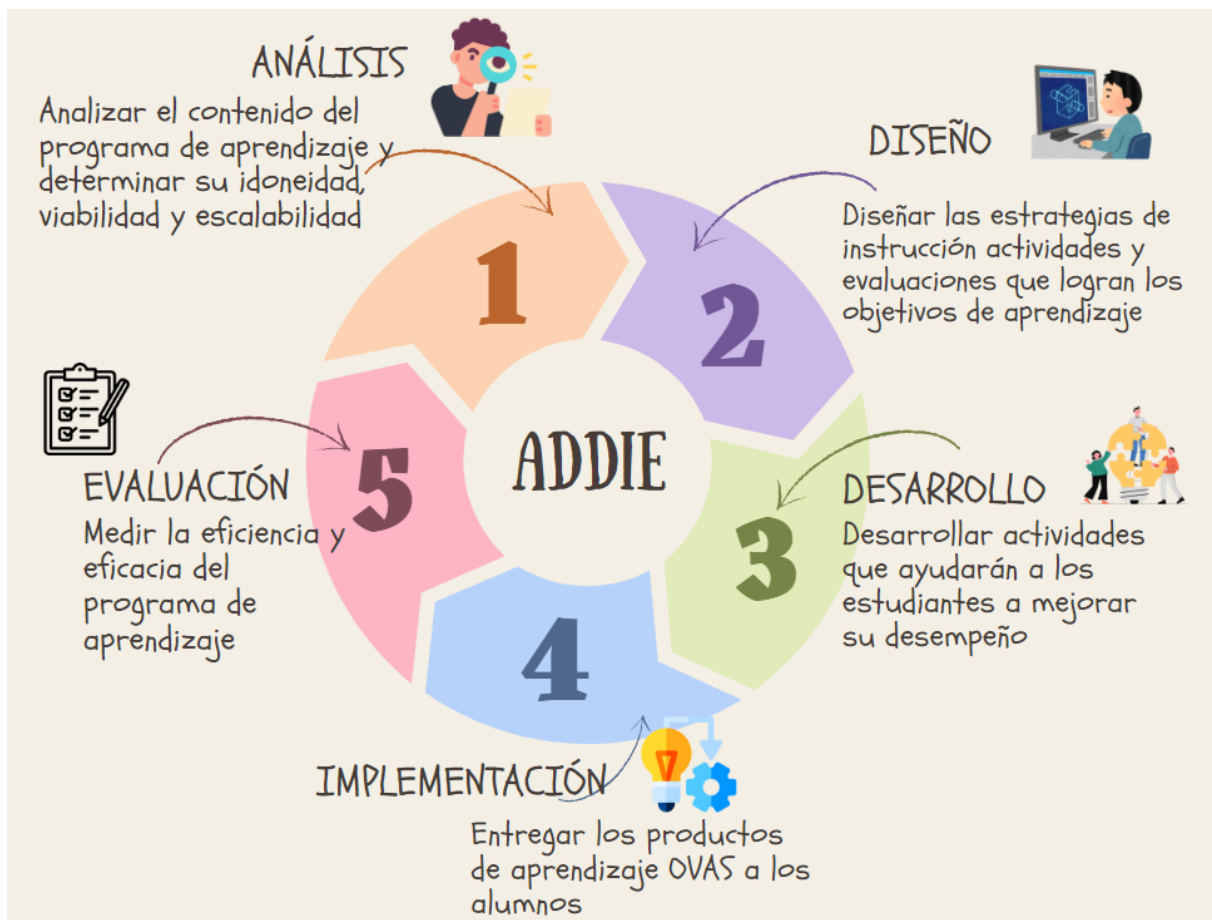 ANÁLISIS
Analizar el contenido del
programa de aprendizaje y
determinar su idoneidad,
viabilidad y escalabilidad
1
DISEÑO
Diseñar las estrategias de
instrucción actividades y
evaluaciones que logran los
objetivos de aprendizaje
2
ADDIE
DESARROLLO
Desarrollar actividades
que ayudarán a los
estudiantes a mejorar
su desempeño
3
IMPLEMENTACIÓN
Entregar los productos
de aprendizaje OVAS a los
alumnos
4
EVALUACIÓN
Medir la eficiencia y
eficacia del
programa de
aprendizaje
5